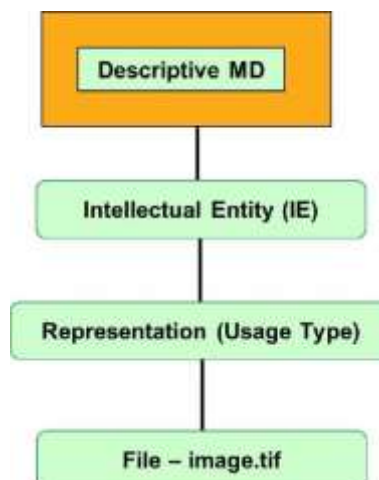 Descriptive MD
Intellectual Entity (IE)
Representation (Usage Type)
File – image.tif